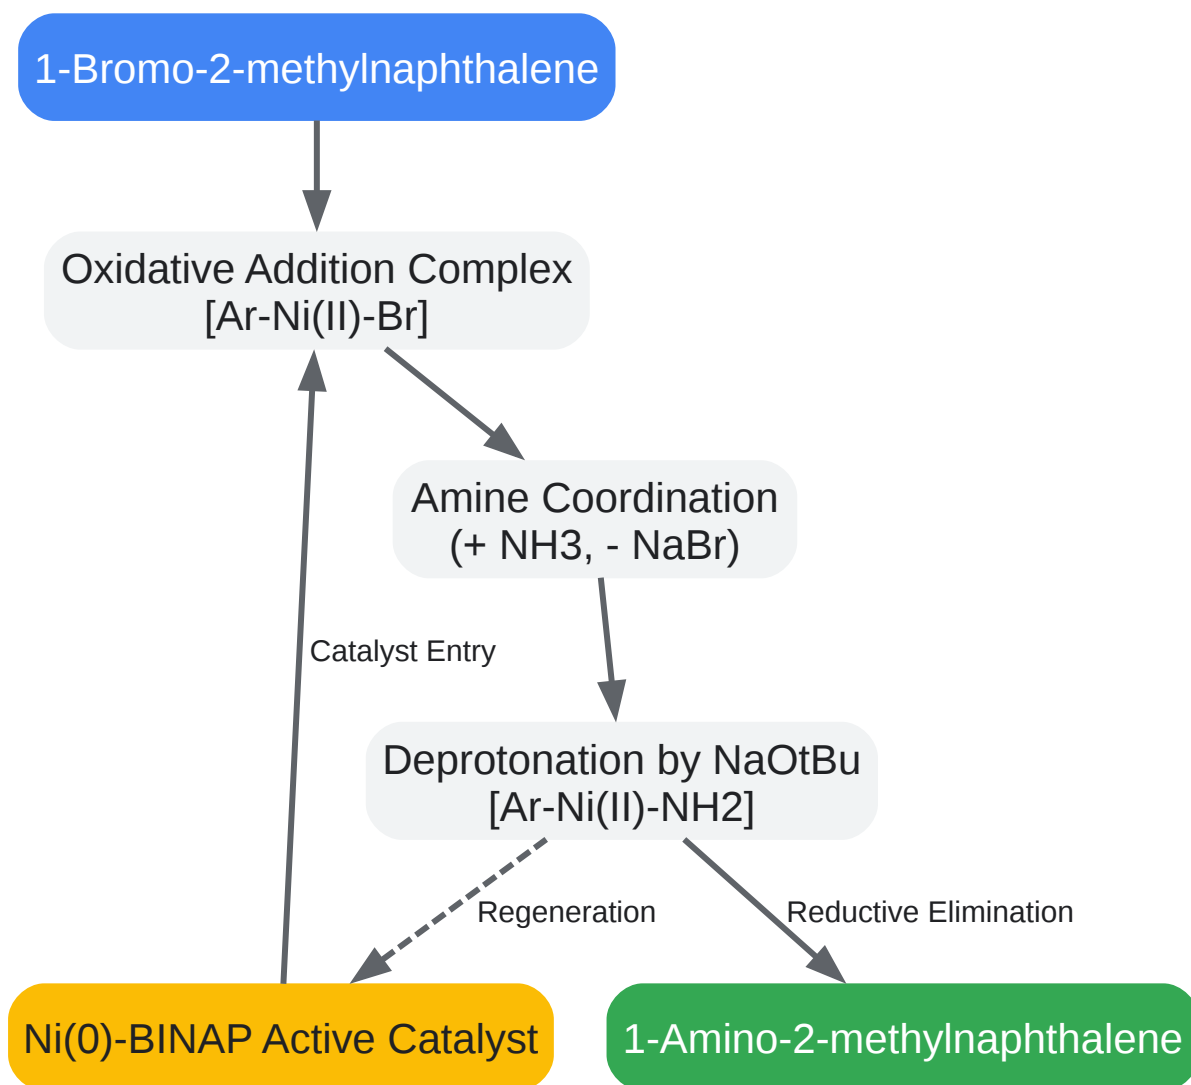 1-Bromo-2-methylnaphthalene
Oxidative Addition Complex
[Ar-Ni(II)-Br]
Amine Coordination
(+ NH3, - NaBr)
Catalyst Entry
Deprotonation by NaOtBu
[Ar-Ni(II)-NH2]
Regeneration
Reductive Elimination
Ni(0)-BINAP Active Catalyst
1-Amino-2-methylnaphthalene